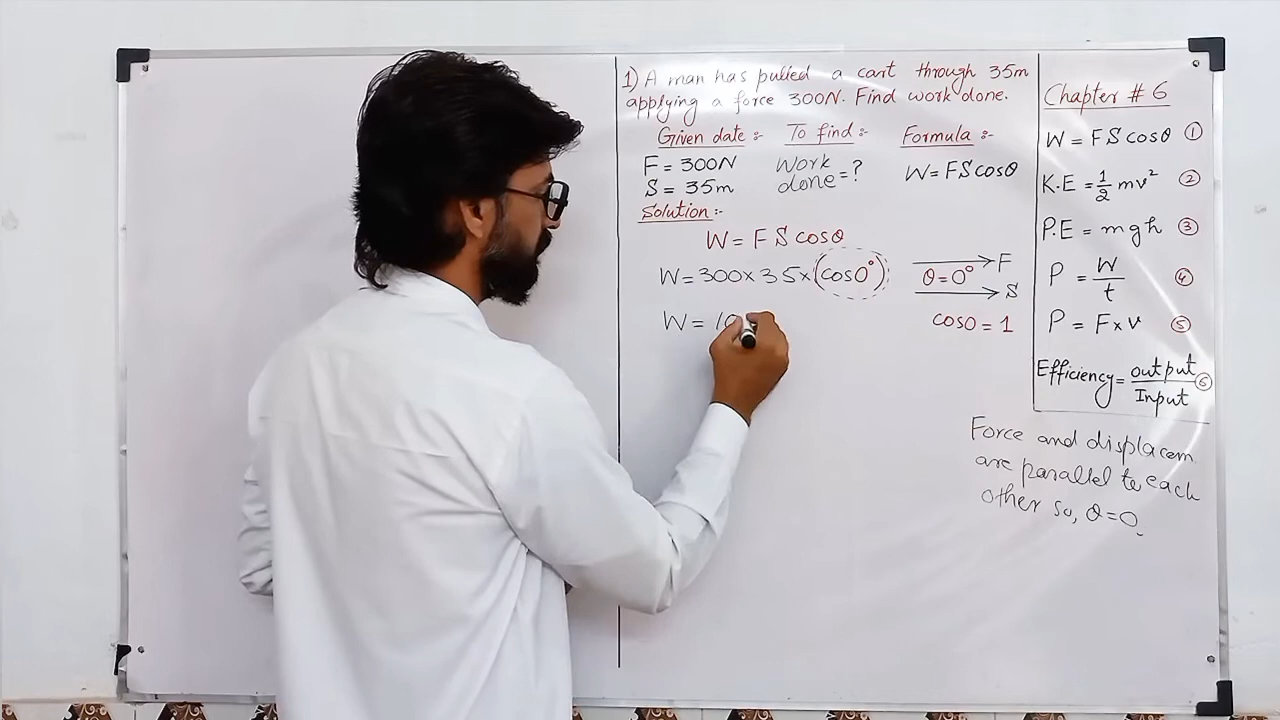 1) A man has pulled a cart through 35m
applying a force 300N. Find work done.
Given date :-
To find :-
Formula :-
F = 300N
S = 35m
Work
done = ?
W = FS cosθ
Solution :-
W = F S cosθ
W = 300 x 35 x (cos0°)
F
θ = 0°
S
cos0 = 1
W = 10
Chapter # 6
W = FS cosθ ①
K.E = 1/2 mv² ②
P.E = mgh ③
P = W/t ④
P = F x v ⑤
Efficiency = output/Input ⑥
Force and displacem
are parallel to each
other so, θ = 0